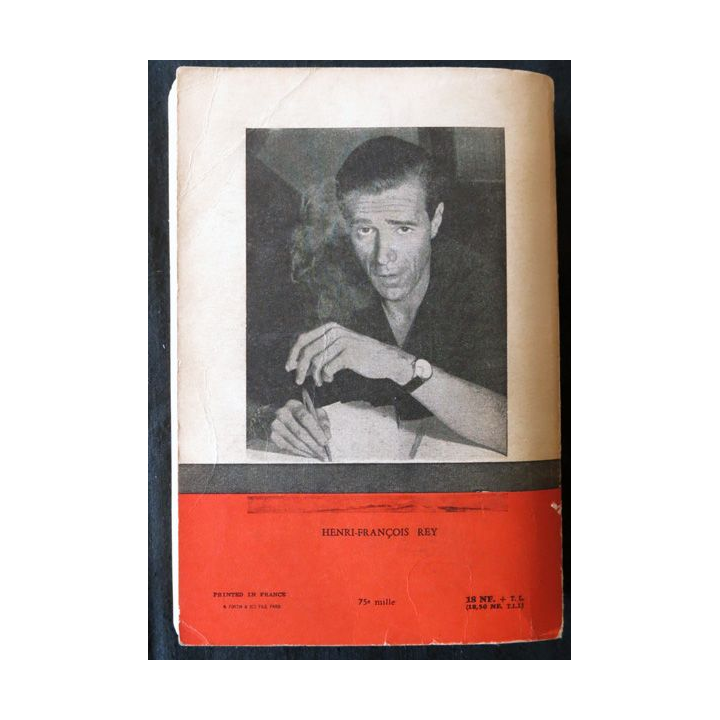 HENRI-FRANÇOIS REY
PRINTED IN FRANCE
75e mille
18 NF. + T. L.
(18,50 NF. T.L.I.)